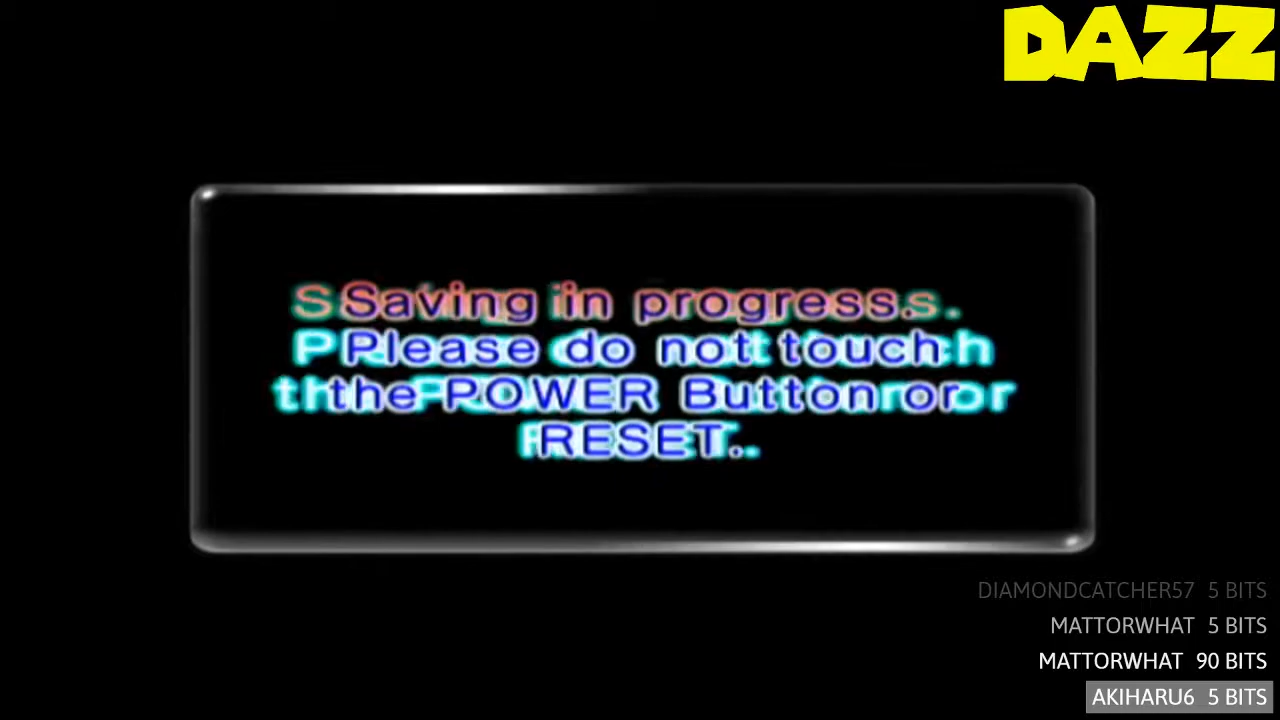 DAZZ
Saving in progress.
Please do not touch
the POWER Button or
RESET.
DIAMONDCATCHER57 5 BITS
MATTORWHAT 5 BITS
MATTORWHAT 90 BITS
AKIHARU6 5 BITS